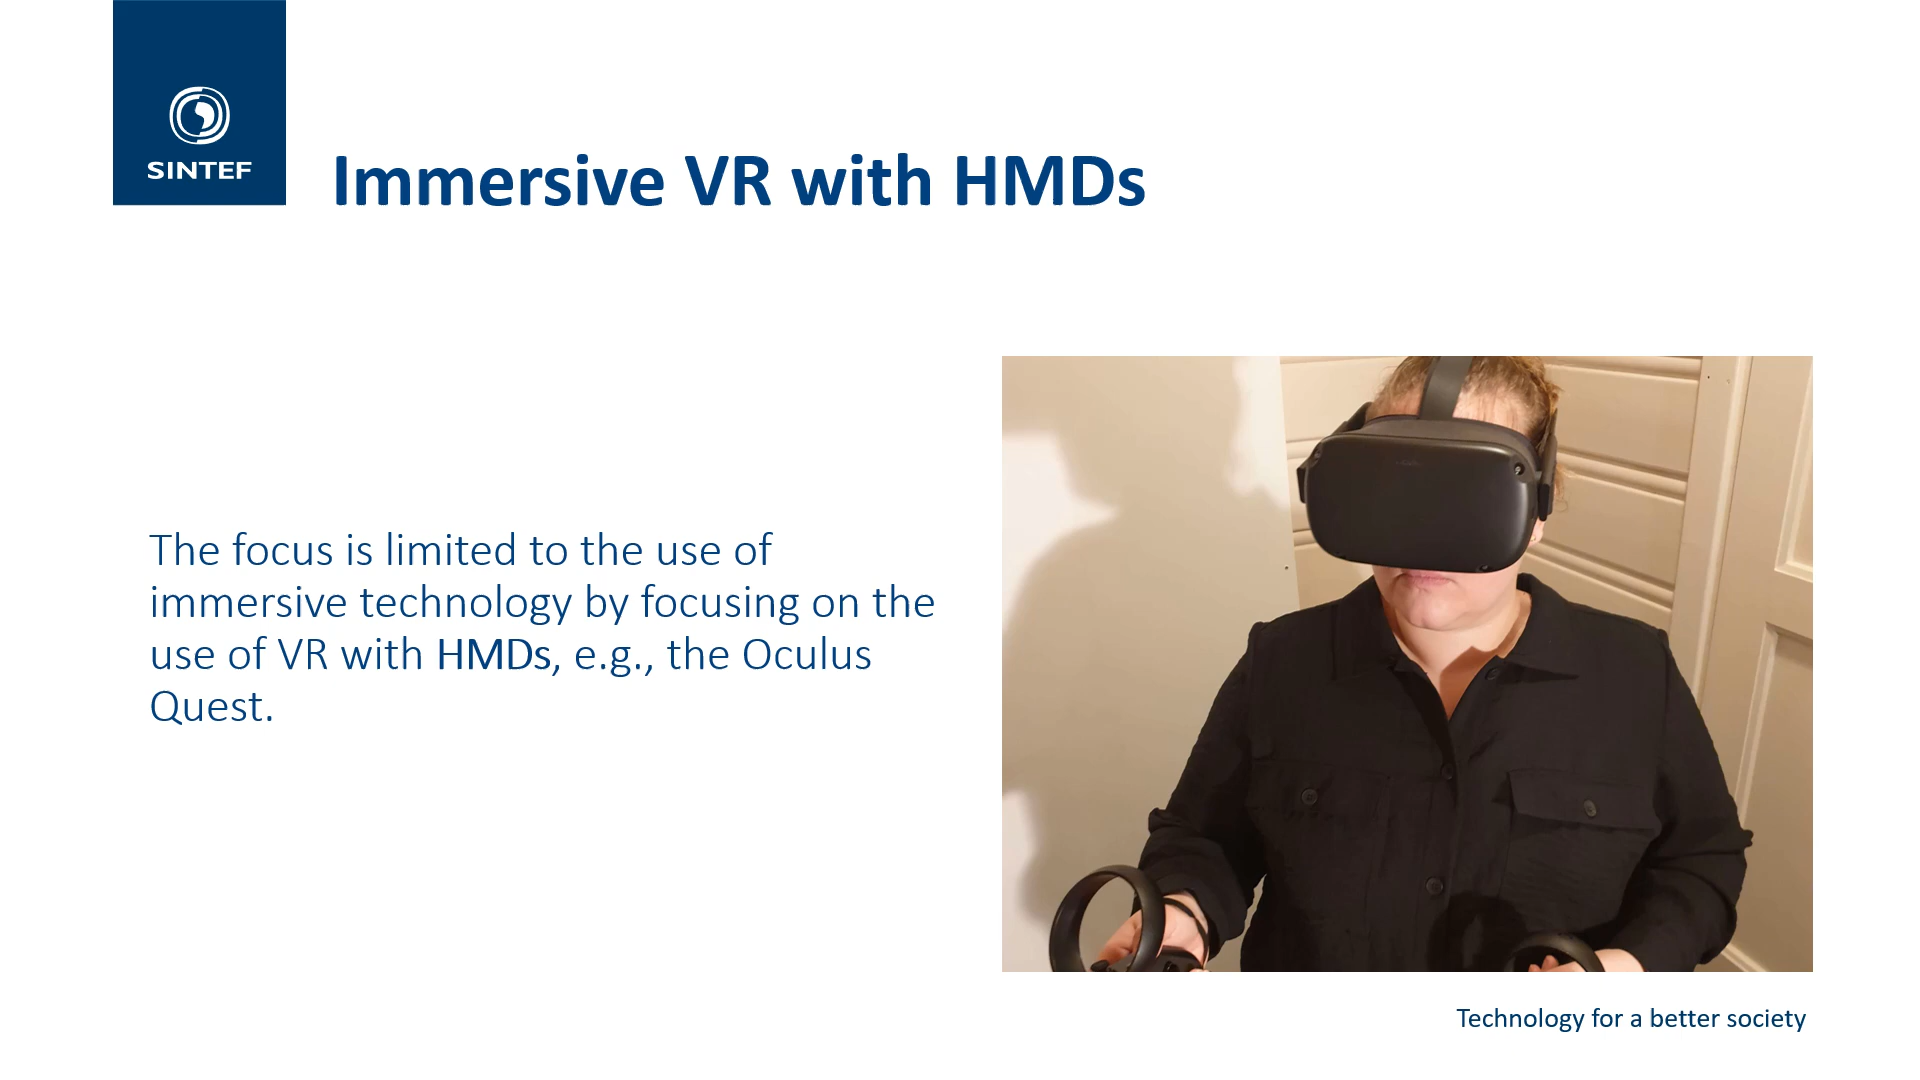 SINTEF
Immersive VR with HMDs
The focus is limited to the use of
immersive technology by focusing on the
use of VR with HMDs, e.g., the Oculus
Quest.
Technology for a better society